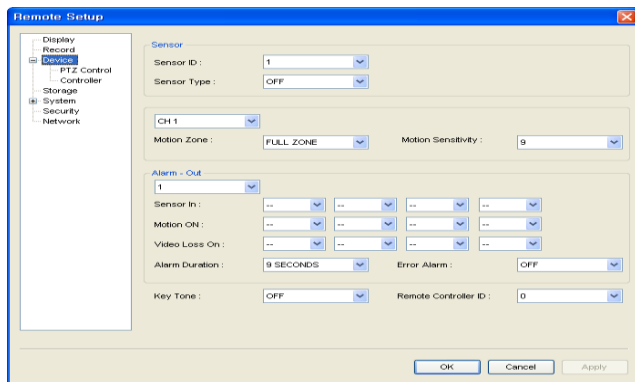 Remote Setup
Display
Record
Device
PTZ Control
Controller
Storage
System
Security
Network
Sensor
Sensor ID : 1
Sensor Type : OFF
CH 1
Motion Zone : FULL ZONE Motion Sensitivity : 9
Alarm - Out
1
Sensor In : -- -- -- --
Motion ON : -- -- -- --
Video Loss On : -- -- -- --
Alarm Duration : 9 SECONDS Error Alarm : OFF
Key Tone : OFF Remote Controller ID : 0
OK Cancel Apply